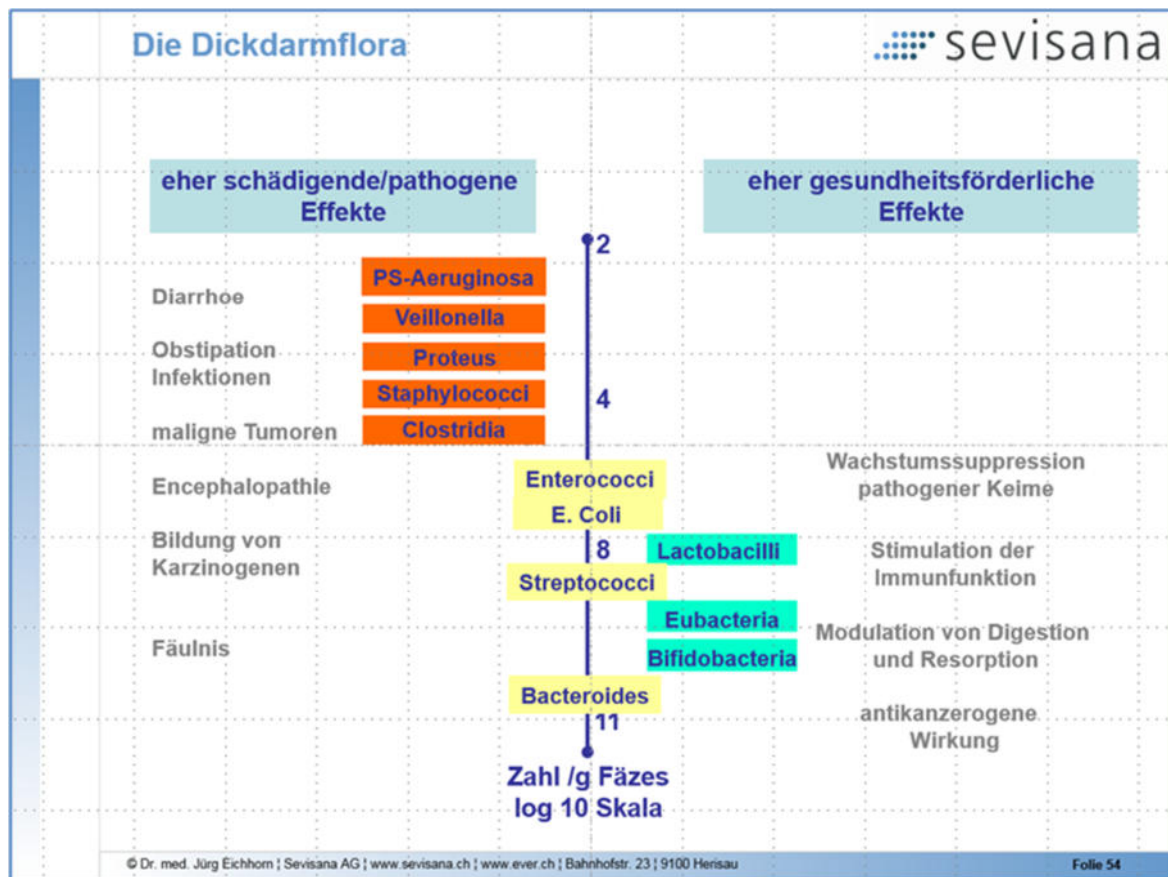 Die Dickdarmflora
sevisana
eher schädigende/pathogene
Effekte
eher gesundheitsförderliche
Effekte
2
PS-Aeruginosa
Diarrhoe
Veillonella
Obstipation
Infektionen
Proteus
Staphylococci
4
maligne Tumoren
Clostridia
Encephalopathie
Enterococci
Wachstumssuppression
pathogener Keime
E. Coli
Bildung von
Karzinogenen
8
Lactobacilli
Stimulation der
Immunfunktion
Streptococci
Eubacteria
Fäulnis
Bifidobacteria
Modulation von Digestion
und Resorption
Bacteroides
11
antikanzerogene
Wirkung
Zahl /g Fäzes
log 10 Skala
© Dr. med. Jürg Eichhorn ¦ Sevisana AG ¦ www.sevisana.ch ¦ www.ever.ch ¦ Bahnhofstr. 23 ¦ 9100 Herisau
Folie 54